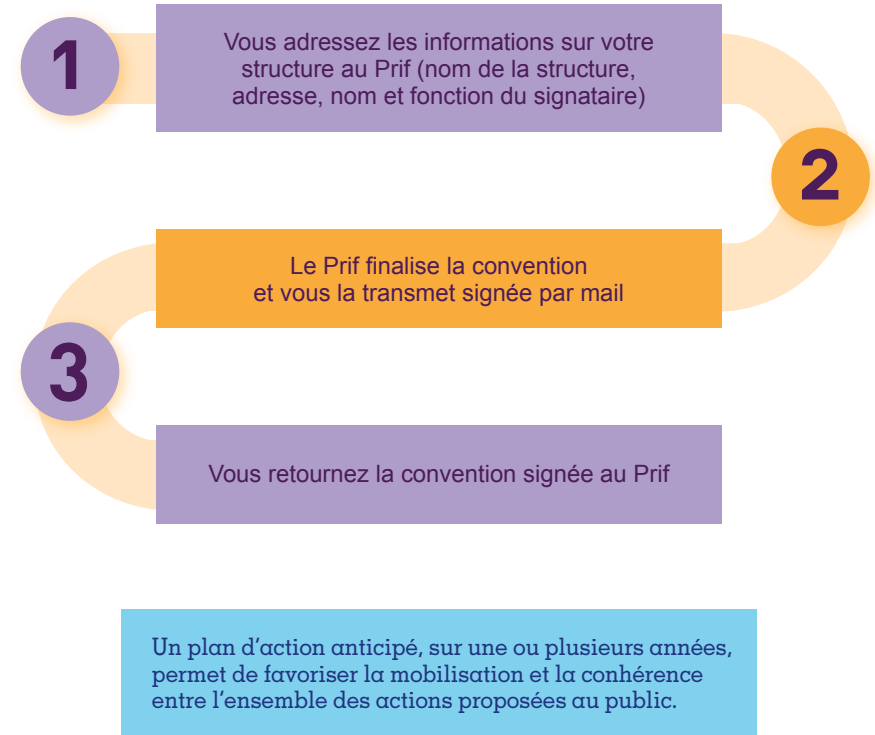 1
Vous adressez les informations sur votre
structure au Prif (nom de la structure,
adresse, nom et fonction du signataire)
2
Le Prif finalise la convention
et vous la transmet signée par mail
3
Vous retournez la convention signée au Prif
Un plan d’action anticipé, sur une ou plusieurs années,
permet de favoriser la mobilisation et la conhérence
entre l’ensemble des actions proposées au public.